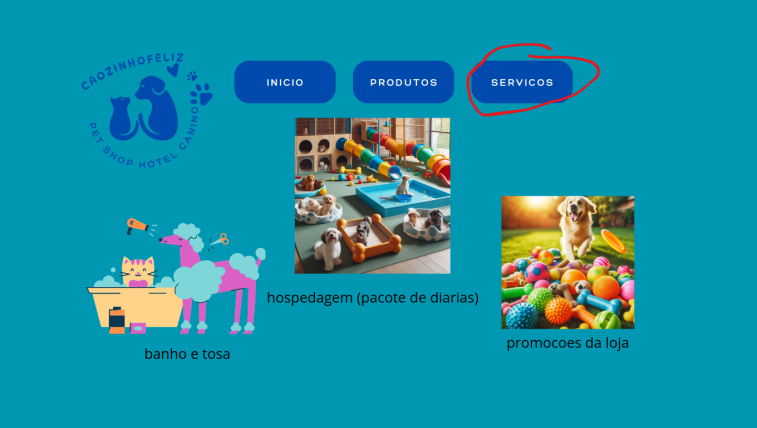 CAOZINHOFELIZ
PET SHOP HOTEL CANINO
INICIO
PRODUTOS
SERVICOS
hospedagem (pacote de diarias)
promocoes da loja
banho e tosa